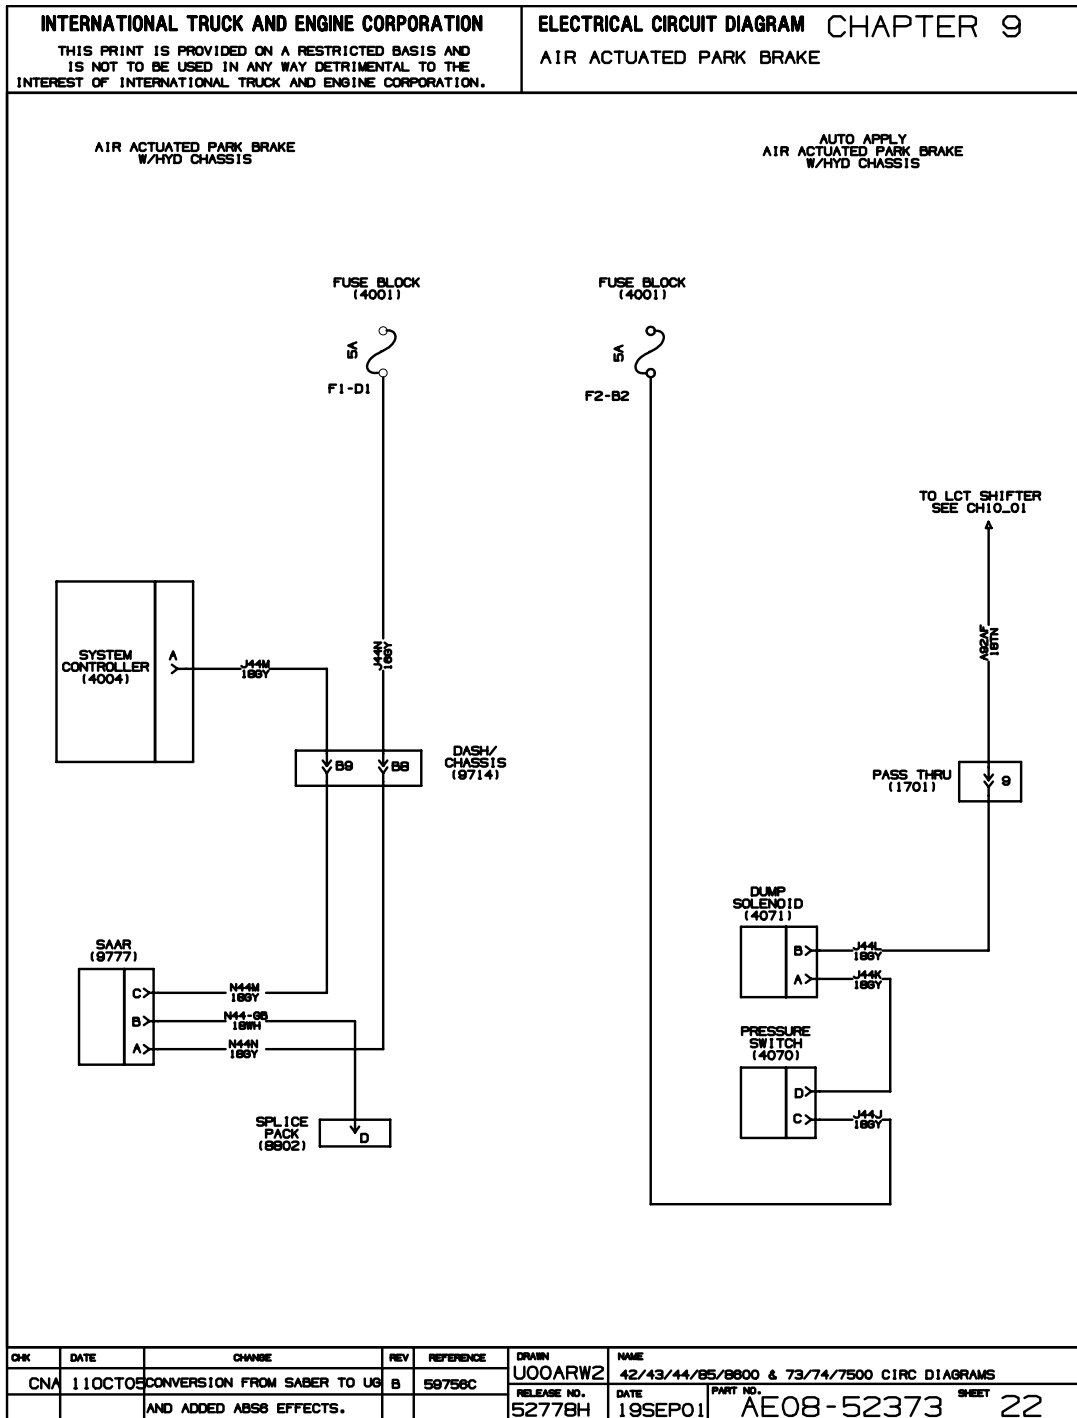 INTERNATIONAL TRUCK AND ENGINE CORPORATION
THIS PRINT IS PROVIDED ON A RESTRICTED BASIS AND
IS NOT TO BE USED IN ANY WAY DETRIMENTAL TO THE
INTEREST OF INTERNATIONAL TRUCK AND ENGINE CORPORATION.
ELECTRICAL CIRCUIT DIAGRAM CHAPTER 9
AIR ACTUATED PARK BRAKE
AIR ACTUATED PARK BRAKE
W/HYD CHASSIS
AUTO APPLY
AIR ACTUATED PARK BRAKE
W/HYD CHASSIS
FUSE BLOCK
(4001)
5A
F1-D1
FUSE BLOCK
(4001)
5A
F2-B2
TO LCT SHIFTER
SEE CH10_01
SYSTEM
CONTROLLER
(4004)
A
J44M
18GY
J44N
18GY
A92AF
18TN
B9
B8
DASH/
CHASSIS
(9714)
PASS THRU
(1701)
9
DUMP
SOLENOID
(4071)
B
J44L
18GY
A
J44K
18GY
SAAR
(9777)
C
N44M
18GY
B
N44-GB
18WH
A
N44N
18GY
PRESSURE
SWITCH
(4070)
D
C
J44J
18GY
SPLICE
PACK
(8802)
D
CHK DATE CHANGE REV REFERENCE
CNA 11OCT05 CONVERSION FROM SABER TO UG B 59756C
AND ADDED ABS6 EFFECTS.
DRAWN
U00ARW2
NAME
42/43/44/85/8600 & 73/74/7500 CIRC DIAGRAMS
RELEASE NO.
52778H
DATE
19SEP01
PART NO.
AE08-52373
SHEET
22